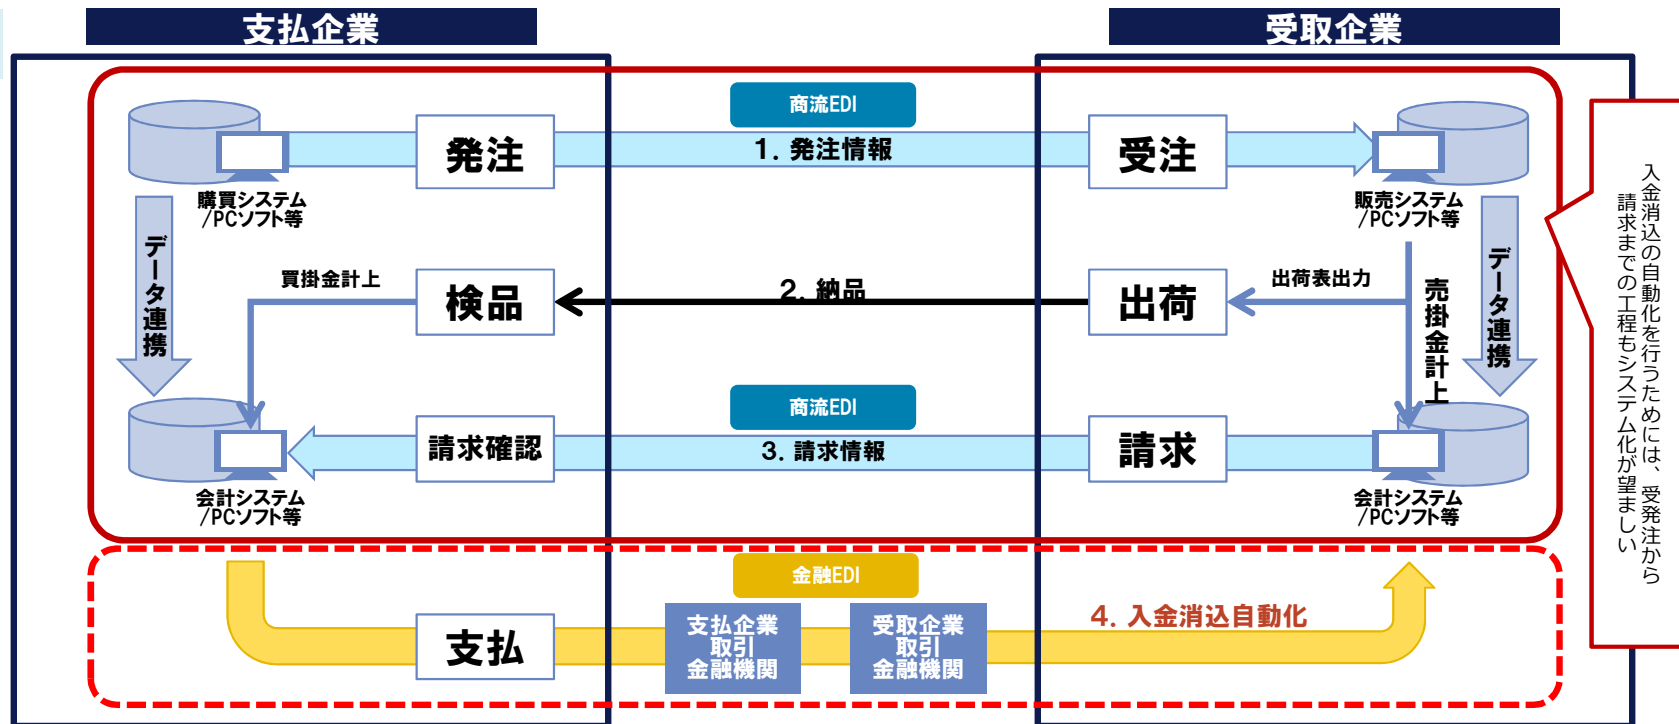 支払企業
受取企業
商流EDI
発注
1. 発注情報
受注
購買システム
/PCソフト等
販売システム
/PCソフト等
データ連携
買掛金計上
検品
2. 納品
出荷
出荷表出力
売掛金計上
データ連携
商流EDI
請求確認
3. 請求情報
請求
会計システム
/PCソフト等
会計システム
/PCソフト等
入金消込の自動化を行うためには、受発注から
請求までの工程もシステム化が望ましい
金融EDI
支払
支払企業
取引
金融機関
受取企業
取引
金融機関
4. 入金消込自動化